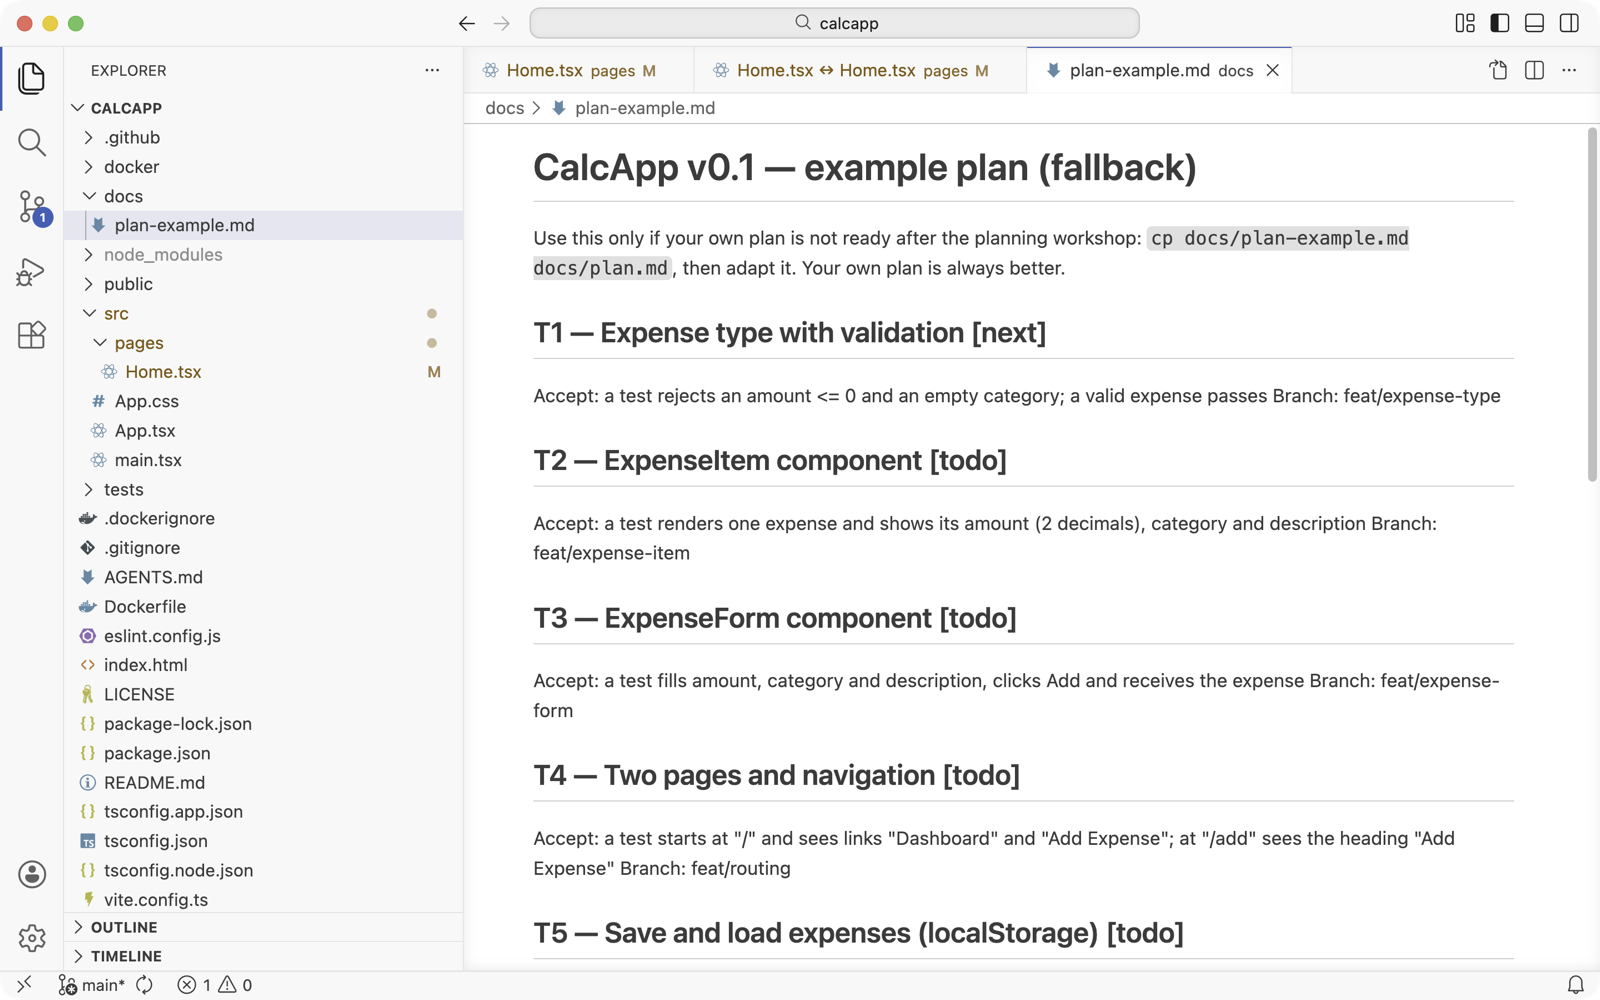 calcapp
EXPLORER
Home.tsx pages M
Home.tsx ↔ Home.tsx pages M
plan-example.md docs
docs > plan-example.md
CALCAPP
.github
docker
docs
plan-example.md
node_modules
public
src
pages
Home.tsx M
App.css
App.tsx
main.tsx
tests
.dockerignore
.gitignore
AGENTS.md
Dockerfile
eslint.config.js
index.html
LICENSE
package-lock.json
package.json
README.md
tsconfig.app.json
tsconfig.json
tsconfig.node.json
vite.config.ts
OUTLINE
TIMELINE
1
CalcApp v0.1 — example plan (fallback)
Use this only if your own plan is not ready after the planning workshop: cp docs/plan-example.md
docs/plan.md, then adapt it. Your own plan is always better.
T1 — Expense type with validation [next]
Accept: a test rejects an amount <= 0 and an empty category; a valid expense passes Branch: feat/expense-type
T2 — ExpenseItem component [todo]
Accept: a test renders one expense and shows its amount (2 decimals), category and description Branch:
feat/expense-item
T3 — ExpenseForm component [todo]
Accept: a test fills amount, category and description, clicks Add and receives the expense Branch: feat/expense-
form
T4 — Two pages and navigation [todo]
Accept: a test starts at "/" and sees links "Dashboard" and "Add Expense"; at "/add" sees the heading "Add
Expense" Branch: feat/routing
T5 — Save and load expenses (localStorage) [todo]
main* 1 0